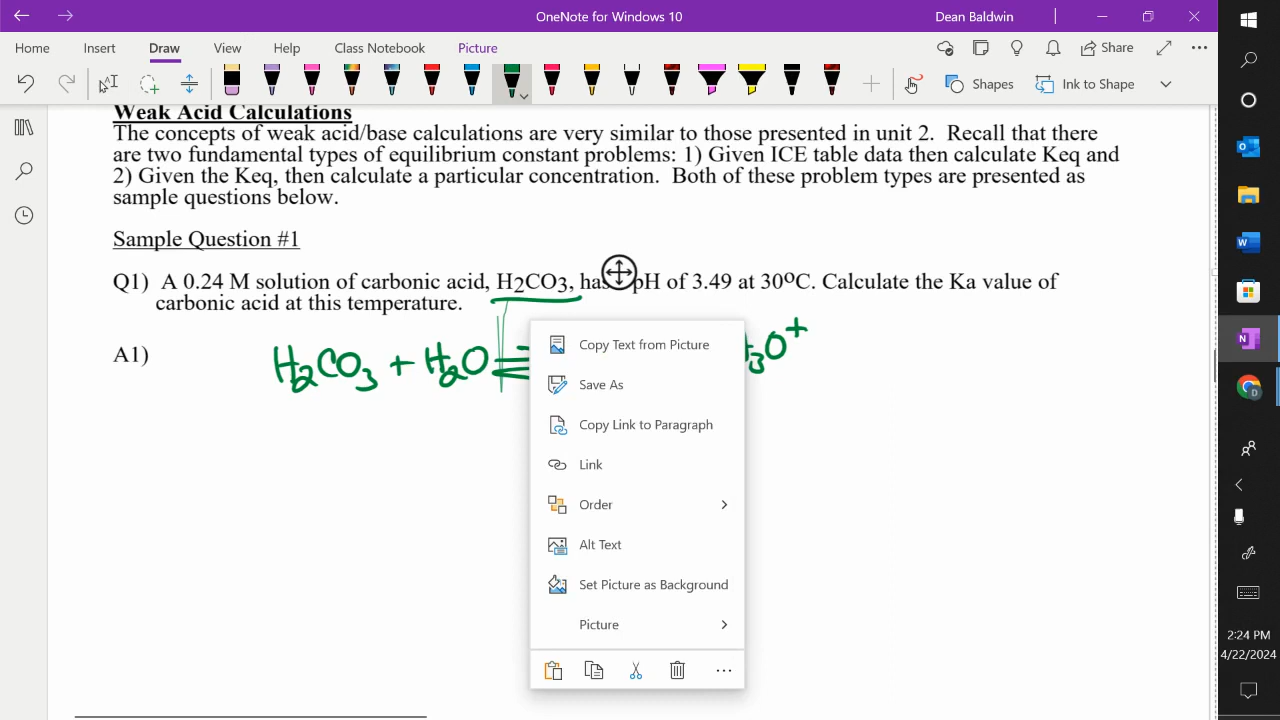 OneNote for Windows 10
Dean Baldwin
Home Insert Draw View Help Class Notebook Picture
Share
Shapes
Ink to Shape
Weak Acid Calculations
The concepts of weak acid/base calculations are very similar to those presented in unit 2. Recall that there
are two fundamental types of equilibrium constant problems: 1) Given ICE table data then calculate Keq and
2) Given the Keq, then calculate a particular concentration. Both of these problem types are presented as
sample questions below.
Sample Question #1
Q1) A 0.24 M solution of carbonic acid, H2CO3, has pH of 3.49 at 30oC. Calculate the Ka value of
carbonic acid at this temperature.
A1) H2CO3 + H2O ⇌ 3O+
Copy Text from Picture
Save As
Copy Link to Paragraph
Link
Order
Alt Text
Set Picture as Background
Picture
2:24 PM
4/22/2024